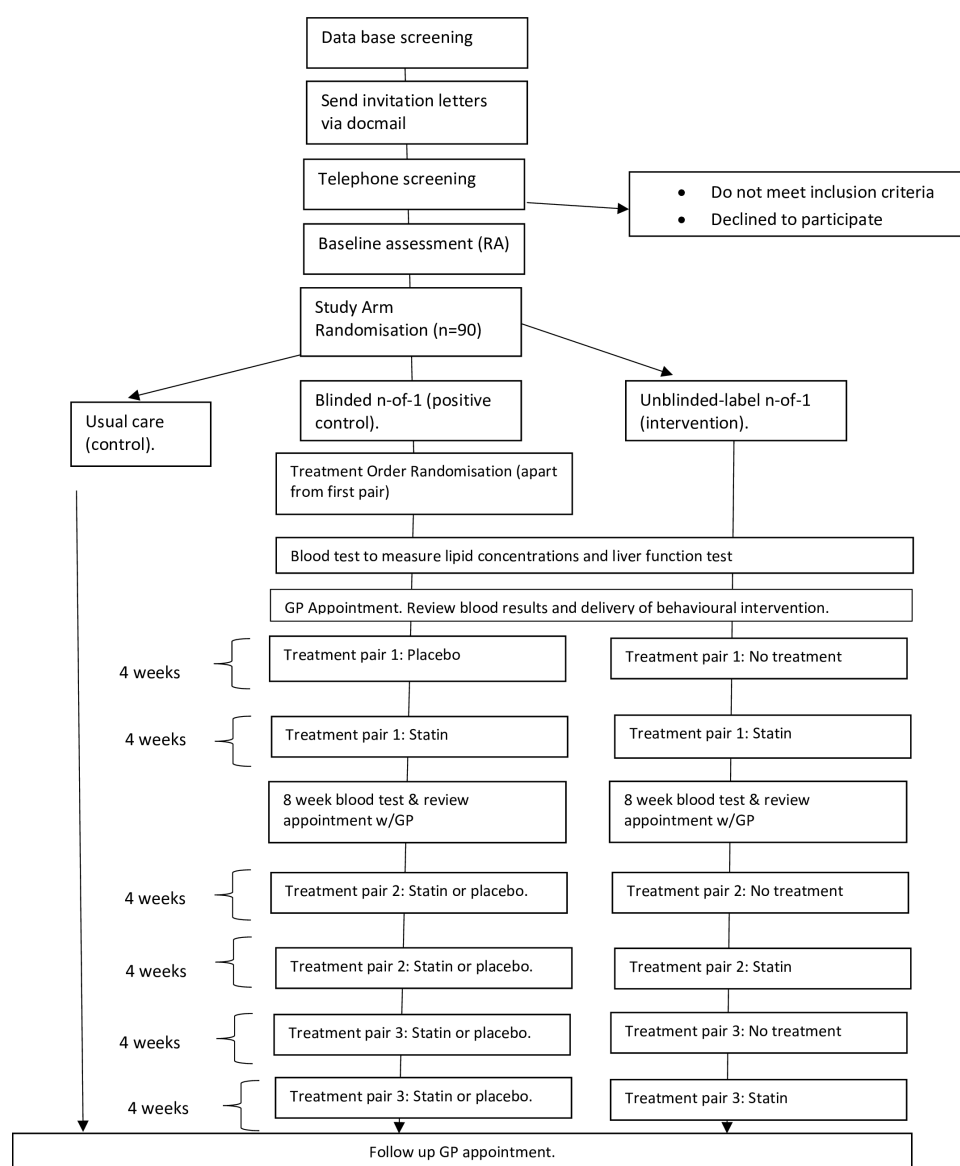 Data base screening
Send invitation letters
via docmail
Telephone screening
• Do not meet inclusion criteria
• Declined to participate
Baseline assessment (RA)
Study Arm
Randomisation (n=90)
Usual care
(control).
Blinded n-of-1 (positive
control).
Unblinded-label n-of-1
(intervention).
Treatment Order Randomisation (apart
from first pair)
Blood test to measure lipid concentrations and liver function test
GP Appointment. Review blood results and delivery of behavioural intervention.
4 weeks
Treatment pair 1: Placebo
Treatment pair 1: No treatment
4 weeks
Treatment pair 1: Statin
Treatment pair 1: Statin
8 week blood test & review
appointment w/GP
8 week blood test & review
appointment w/GP
4 weeks
Treatment pair 2: Statin or placebo.
Treatment pair 2: No treatment
4 weeks
Treatment pair 2: Statin or placebo.
Treatment pair 2: Statin
4 weeks
Treatment pair 3: Statin or placebo.
Treatment pair 3: No treatment
4 weeks
Treatment pair 3: Statin or placebo.
Treatment pair 3: Statin
Follow up GP appointment.